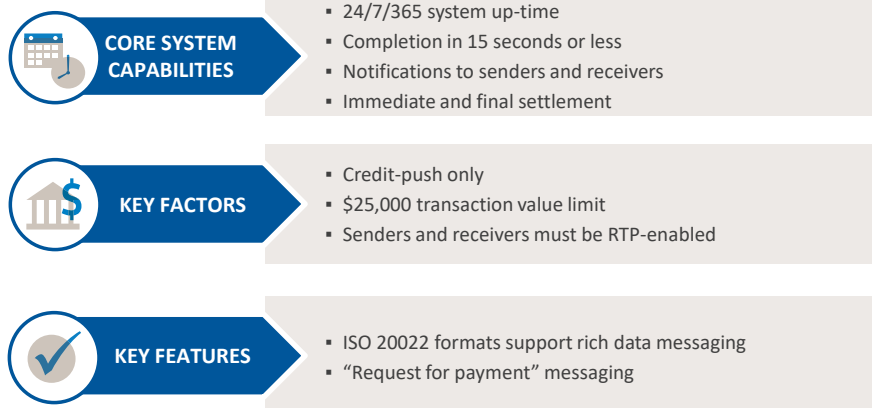 CORE SYSTEM
CAPABILITIES
▪ 24/7/365 system up-time
▪ Completion in 15 seconds or less
▪ Notifications to senders and receivers
▪ Immediate and final settlement
$
KEY FACTORS
▪ Credit-push only
▪ $25,000 transaction value limit
▪ Senders and receivers must be RTP-enabled
KEY FEATURES
▪ ISO 20022 formats support rich data messaging
▪ “Request for payment” messaging